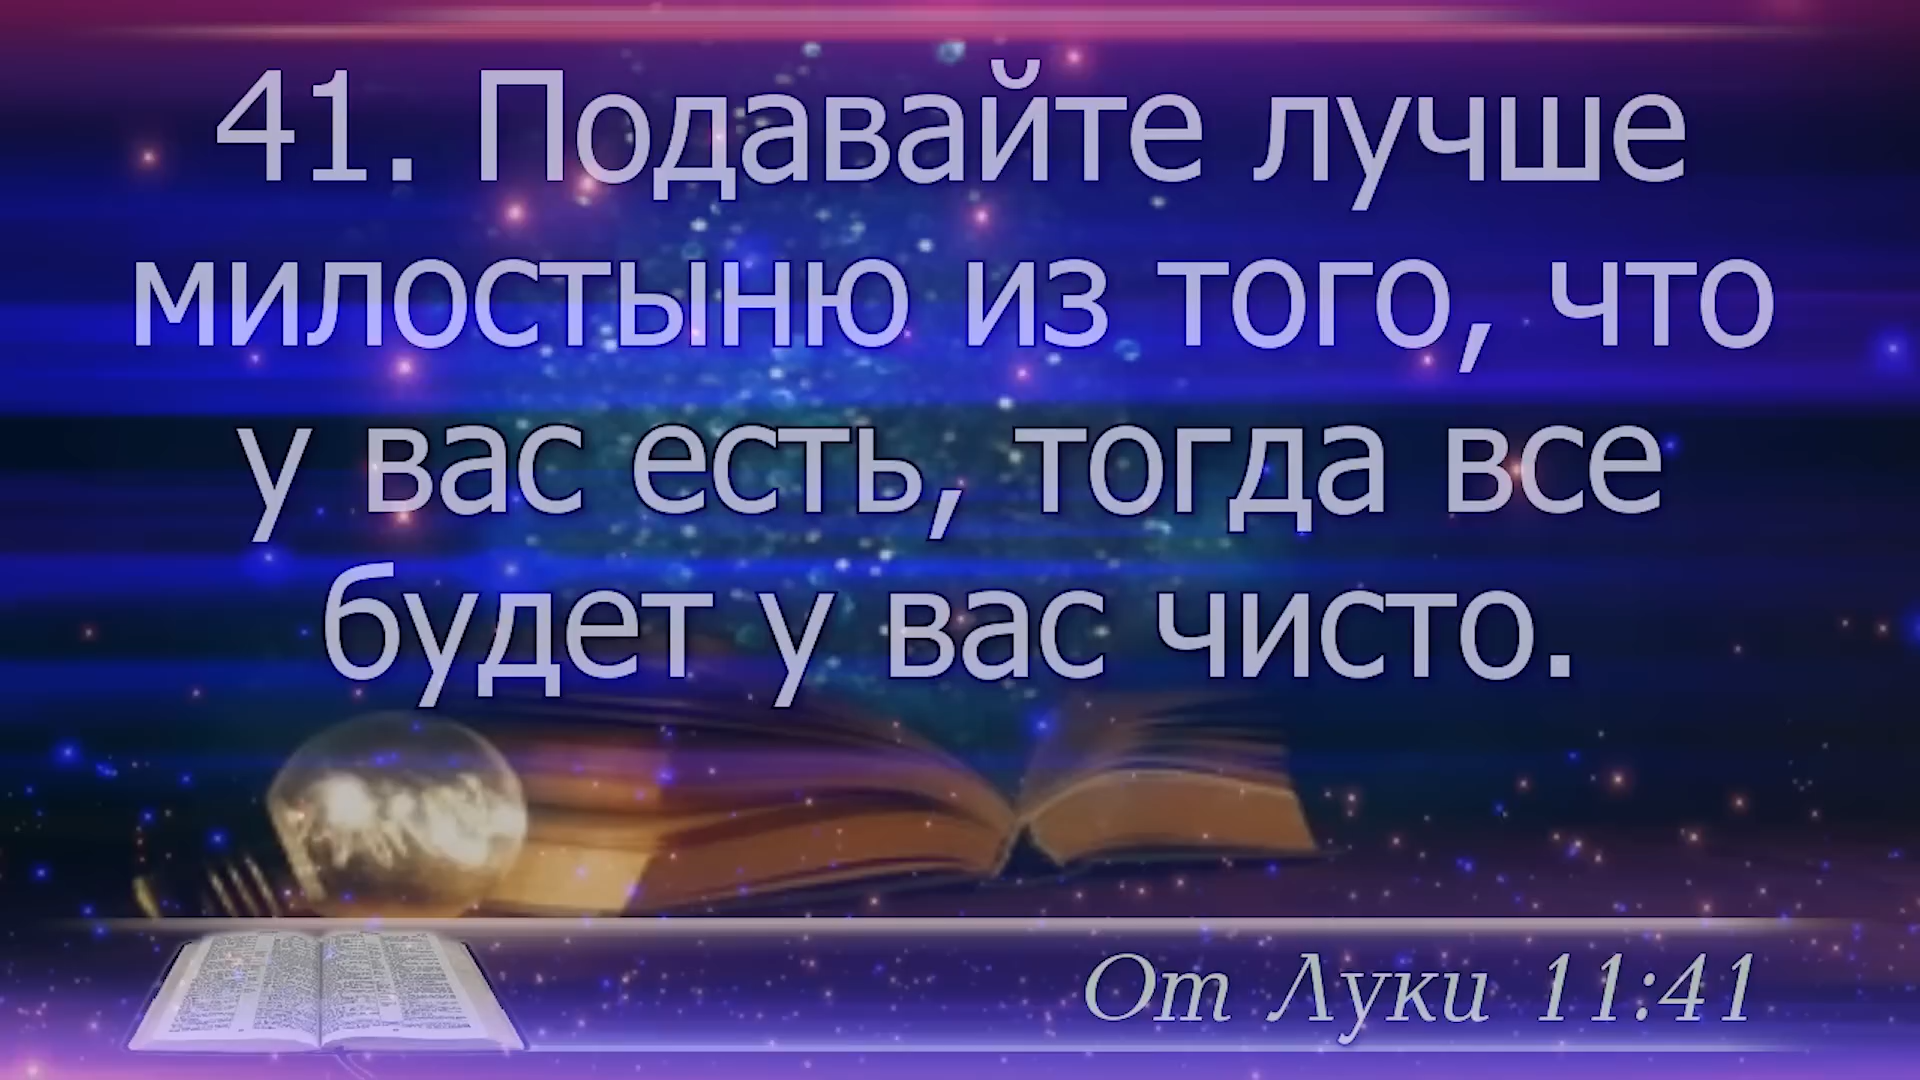 41. Подавайте лучше
милостыню из того, что
у вас есть, тогда все
будет у вас чисто.
От Луки 11:41